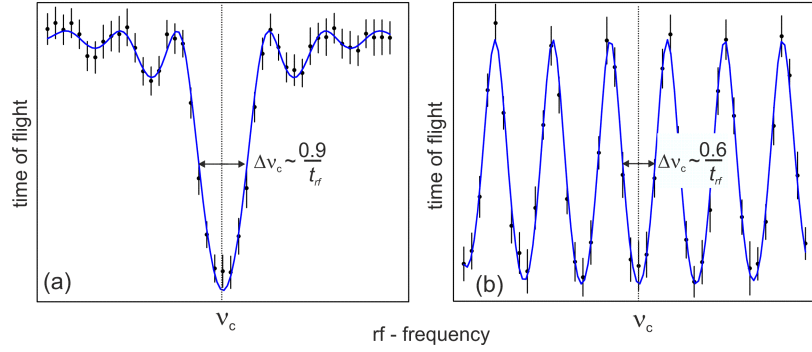 time of flight
Δν_c ~ 0.9/t_rf
(a)
ν_c
time of flight
Δν_c ~ 0.6/t_rf
(b)
ν_c
rf - frequency